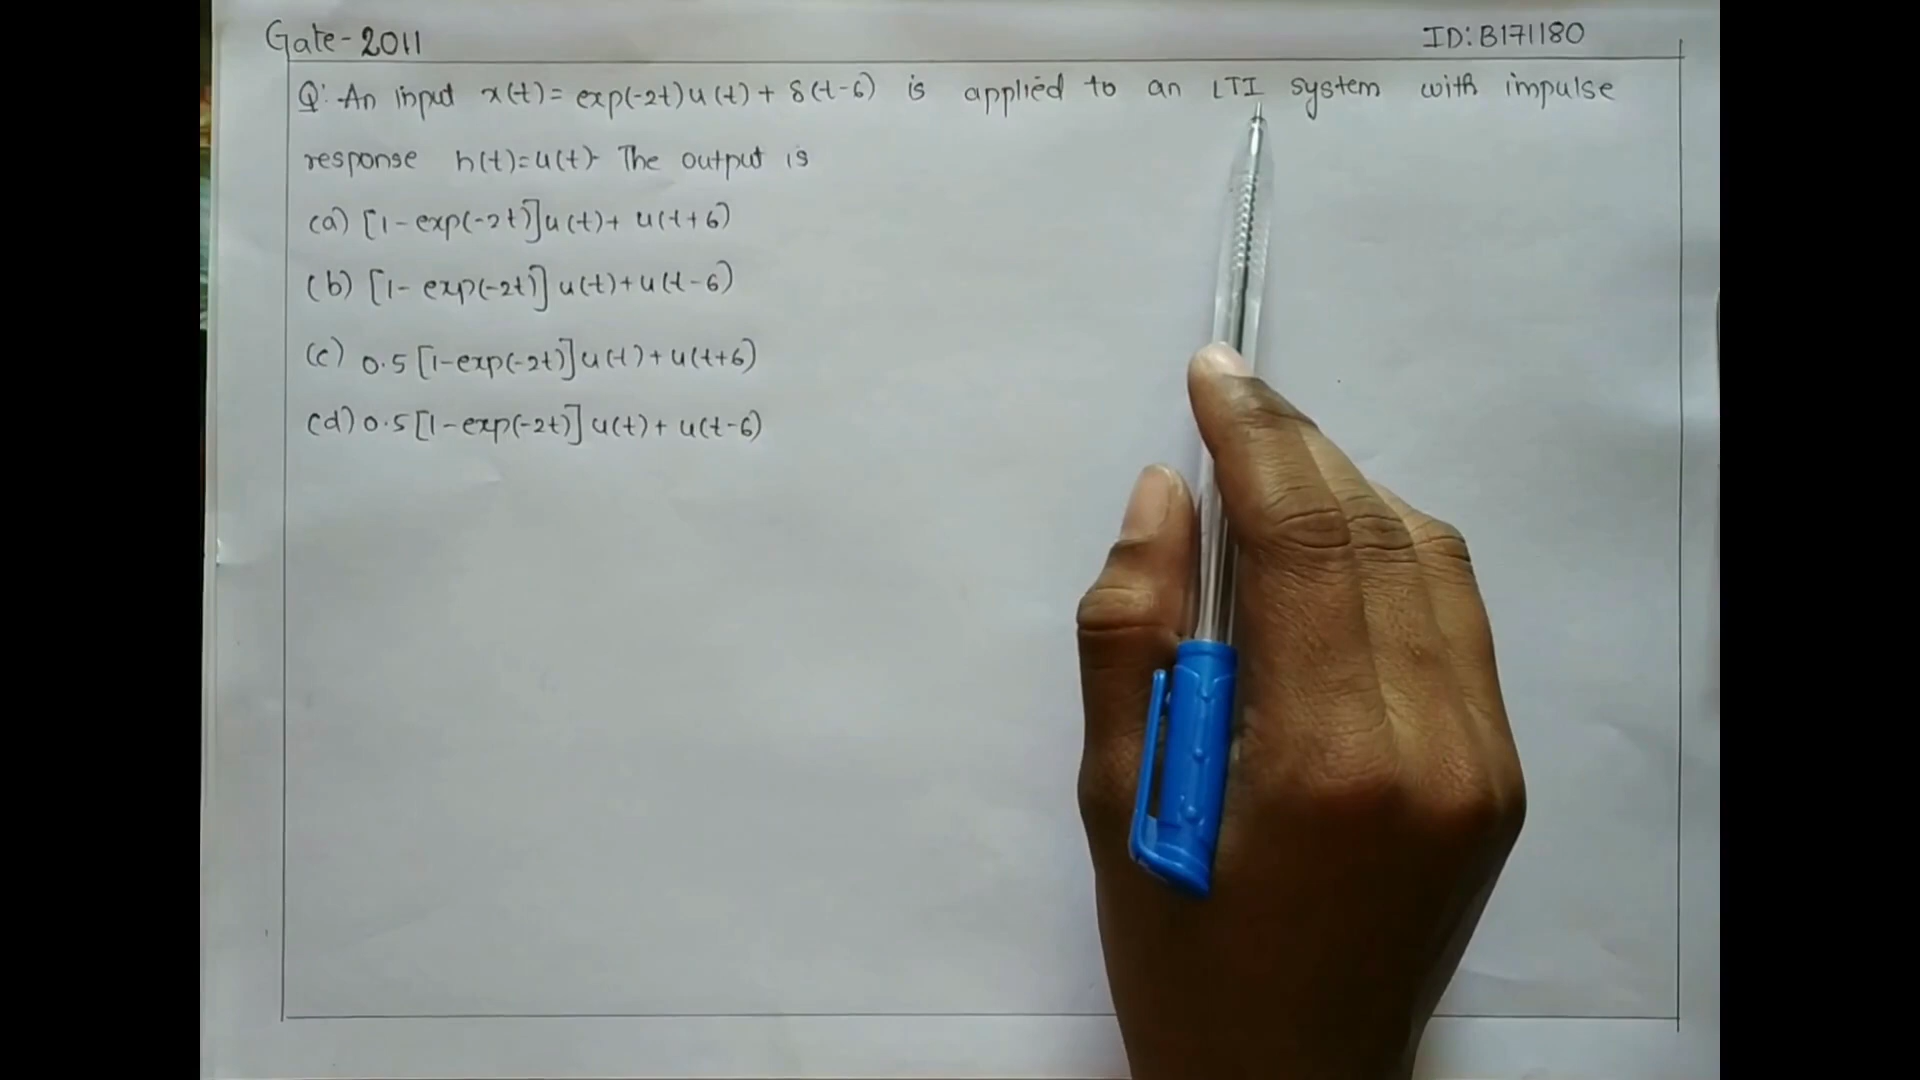 Gate-2011
ID:B171180
Q:-An input x(t)= exp(-2t)u(t)+ δ(t-6) is applied to an LTI system with impulse
response h(t)=u(t). The output is
(a) [1-exp(-2t)]u(t)+ u(t+6)
(b) [1- exp(-2t)] u(t)+u(t-6)
(c) 0.5 [1-exp(-2t)]u(t)+u(t+6)
(d) 0.5 [1-exp(-2t)] u(t)+ u(t-6)